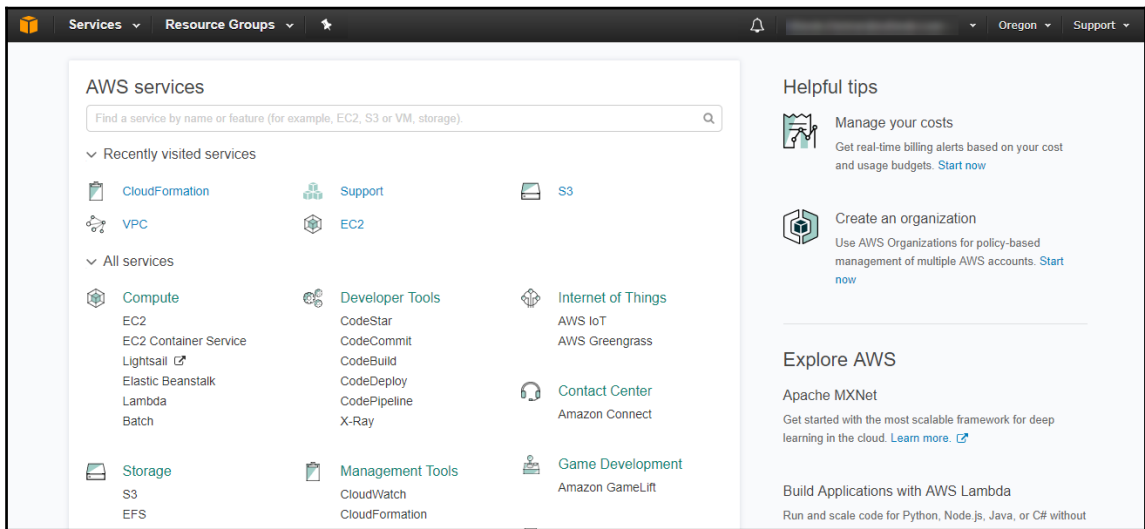 Services
Resource Groups
Oregon
Support
AWS services
Find a service by name or feature (for example, EC2, S3 or VM, storage).
Recently visited services
CloudFormation
Support
S3
VPC
EC2
All services
Compute
EC2
EC2 Container Service
Lightsail
Elastic Beanstalk
Lambda
Batch
Storage
S3
EFS
Developer Tools
CodeStar
CodeCommit
CodeBuild
CodeDeploy
CodePipeline
X-Ray
Management Tools
CloudWatch
CloudFormation
Internet of Things
AWS IoT
AWS Greengrass
Contact Center
Amazon Connect
Game Development
Amazon GameLift
Helpful tips
Manage your costs
Get real-time billing alerts based on your cost
and usage budgets. Start now
Create an organization
Use AWS Organizations for policy-based
management of multiple AWS accounts. Start
now
Explore AWS
Apache MXNet
Get started with the most scalable framework for deep
learning in the cloud. Learn more.
Build Applications with AWS Lambda
Run and scale code for Python, Node.js, Java, or C# without